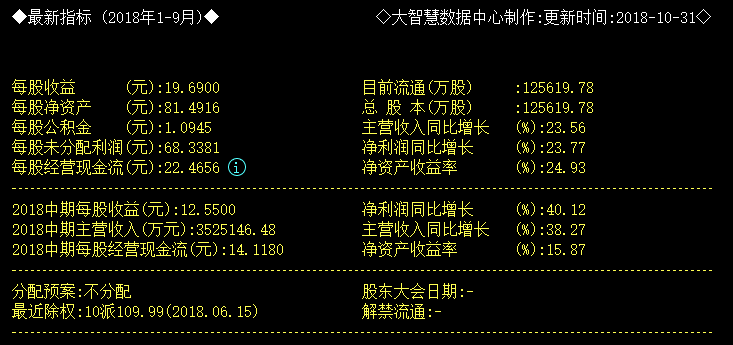 ◆最新指标 (2018年1-9月)◆ ◇大智慧数据中心制作:更新时间:2018-10-31◇
每股收益 (元):19.6900 目前流通(万股) :125619.78
每股净资产 (元):81.4916 总 股 本(万股) :125619.78
每股公积金 (元):1.0945 主营收入同比增长 (%):23.56
每股未分配利润(元):68.3381 净利润同比增长 (%):23.77
每股经营现金流(元):22.4656 ⓘ 净资产收益率 (%):24.93
2018中期每股收益(元):12.5500 净利润同比增长 (%):40.12
2018中期主营收入(万元):3525146.48 主营收入同比增长 (%):38.27
2018中期每股经营现金流(元):14.1180 净资产收益率 (%):15.87
分配预案:不分配 股东大会日期:-
最近除权:10派109.99(2018.06.15) 解禁流通:-